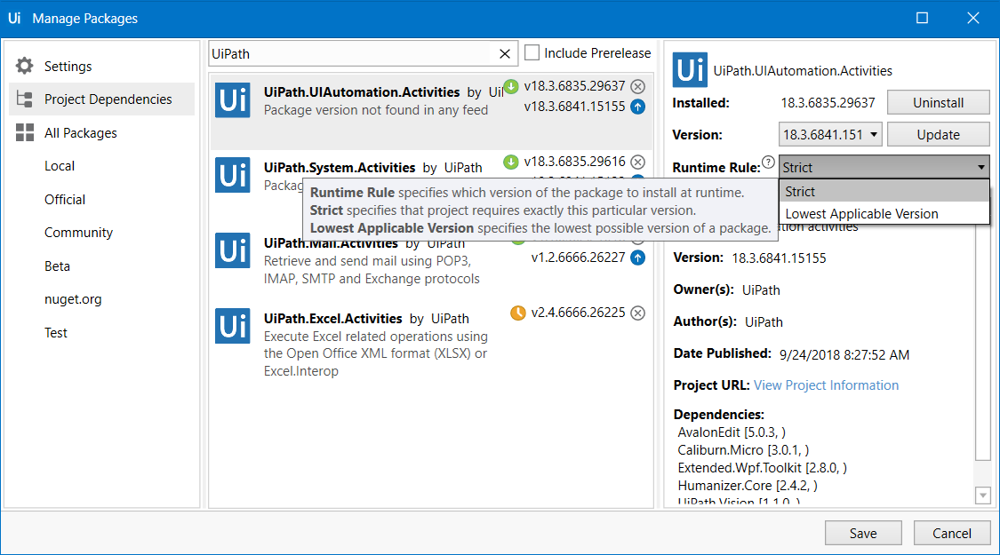 Ui Manage Packages
Settings
Project Dependencies
All Packages
Local
Official
Community
Beta
nuget.org
Test
UiPath
Include Prerelease
Ui
UiPath.UIAutomation.Activities by
v18.3.6835.29637
Package version not found in any feed
v18.3.6841.15155
Ui
UiPath.System.Activities by UiPath
v18.3.6835.29616
Runtime Rule specifies which version of the package to install at runtime.
Strict specifies that project requires exactly this particular version.
Lowest Applicable Version specifies the lowest possible version of a package.
Ui
UiPath.Mail.Activities by UiPath
Retrieve and send mail using POP3,
IMAP, SMTP and Exchange protocols
v1.2.6666.26227
Ui
UiPath.Excel.Activities by UiPath
v2.4.6666.26225
Execute Excel related operations using
the Open Office XML format (XLSX) or
Excel.Interop
Ui UiPath.UIAutomation.Activities
Installed: 18.3.6835.29637 Uninstall
Version: 18.3.6841.151 Update
Runtime Rule: ? Strict
Strict
Lowest Applicable Version
activities
Version: 18.3.6841.15155
Owner(s): UiPath
Author(s): UiPath
Date Published: 9/24/2018 8:27:52 AM
Project URL: View Project Information
Dependencies:
AvalonEdit [5.0.3, )
Caliburn.Micro [3.0.1, )
Extended.Wpf.Toolkit [2.8.0, )
Humanizer.Core [2.4.2, )
UiPath.Vision [1.1.0, )
Save
Cancel